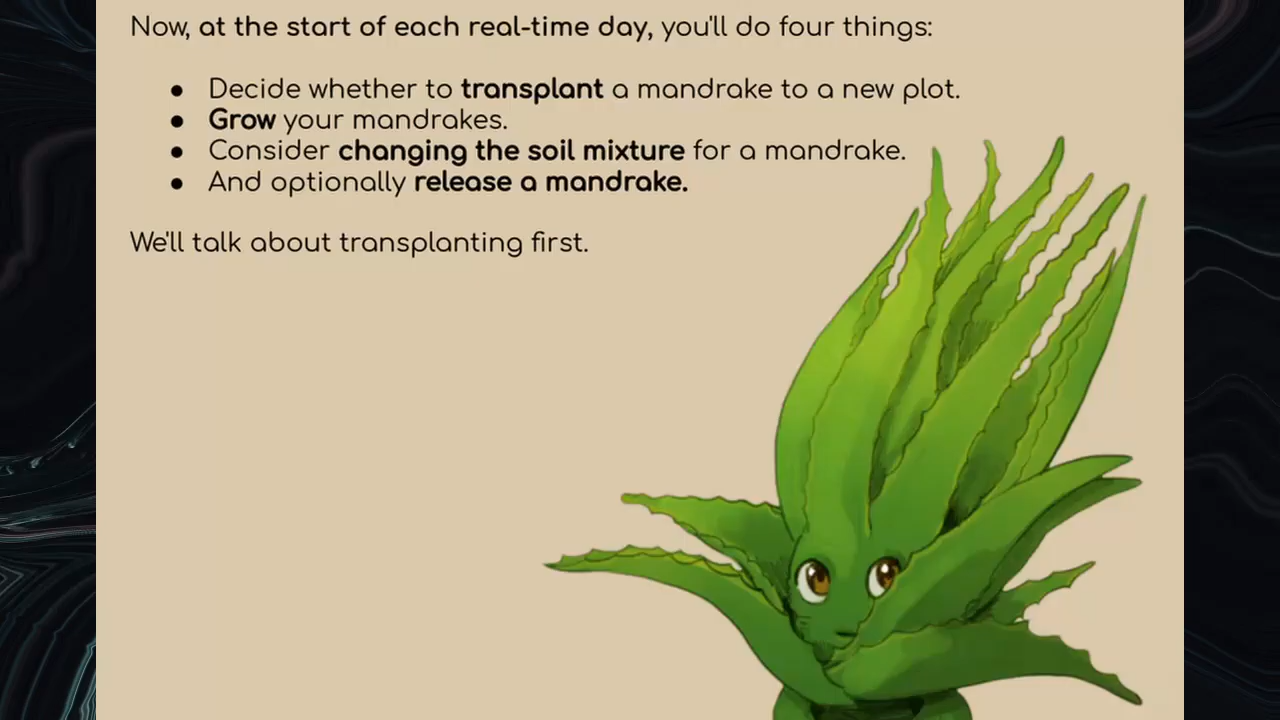 Now, at the start of each real-time day, you'll do four things:
● Decide whether to transplant a mandrake to a new plot.
● Grow your mandrakes.
● Consider changing the soil mixture for a mandrake.
● And optionally release a mandrake.
We'll talk about transplanting first.